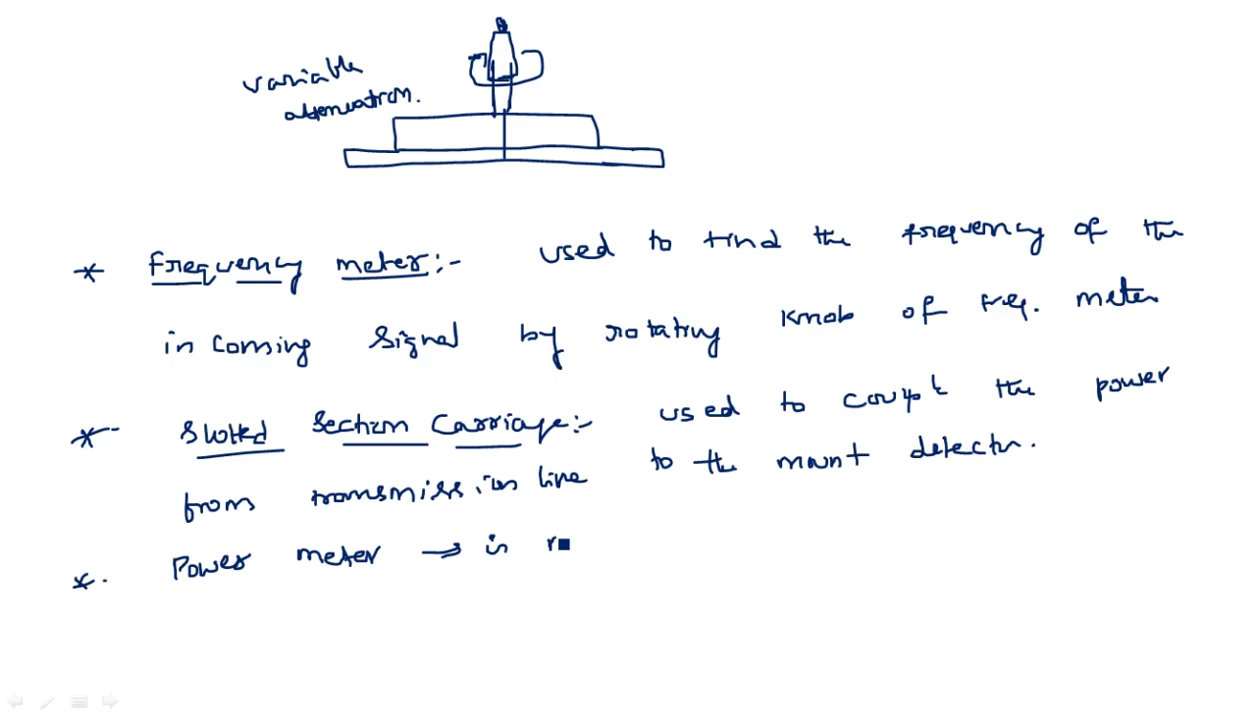 variable
attenuation.
* frequency meter:- used to find the frequency of the
in coming signal by rotating knob of freq. meter
* slotted section carriage:- used to couple the power
from transmission line to the mount detector.
*. Power meter → in r